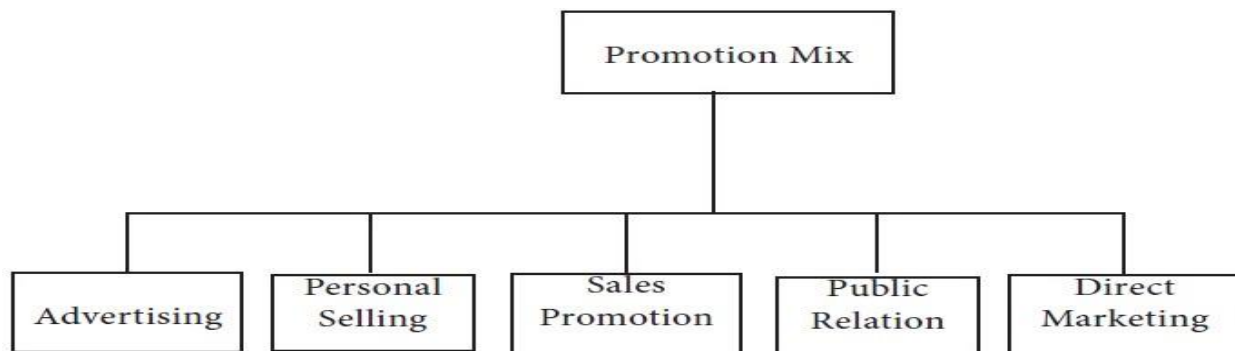 Promotion Mix
Advertising
Personal
Selling
Sales
Promotion
Public
Relation
Direct
Marketing